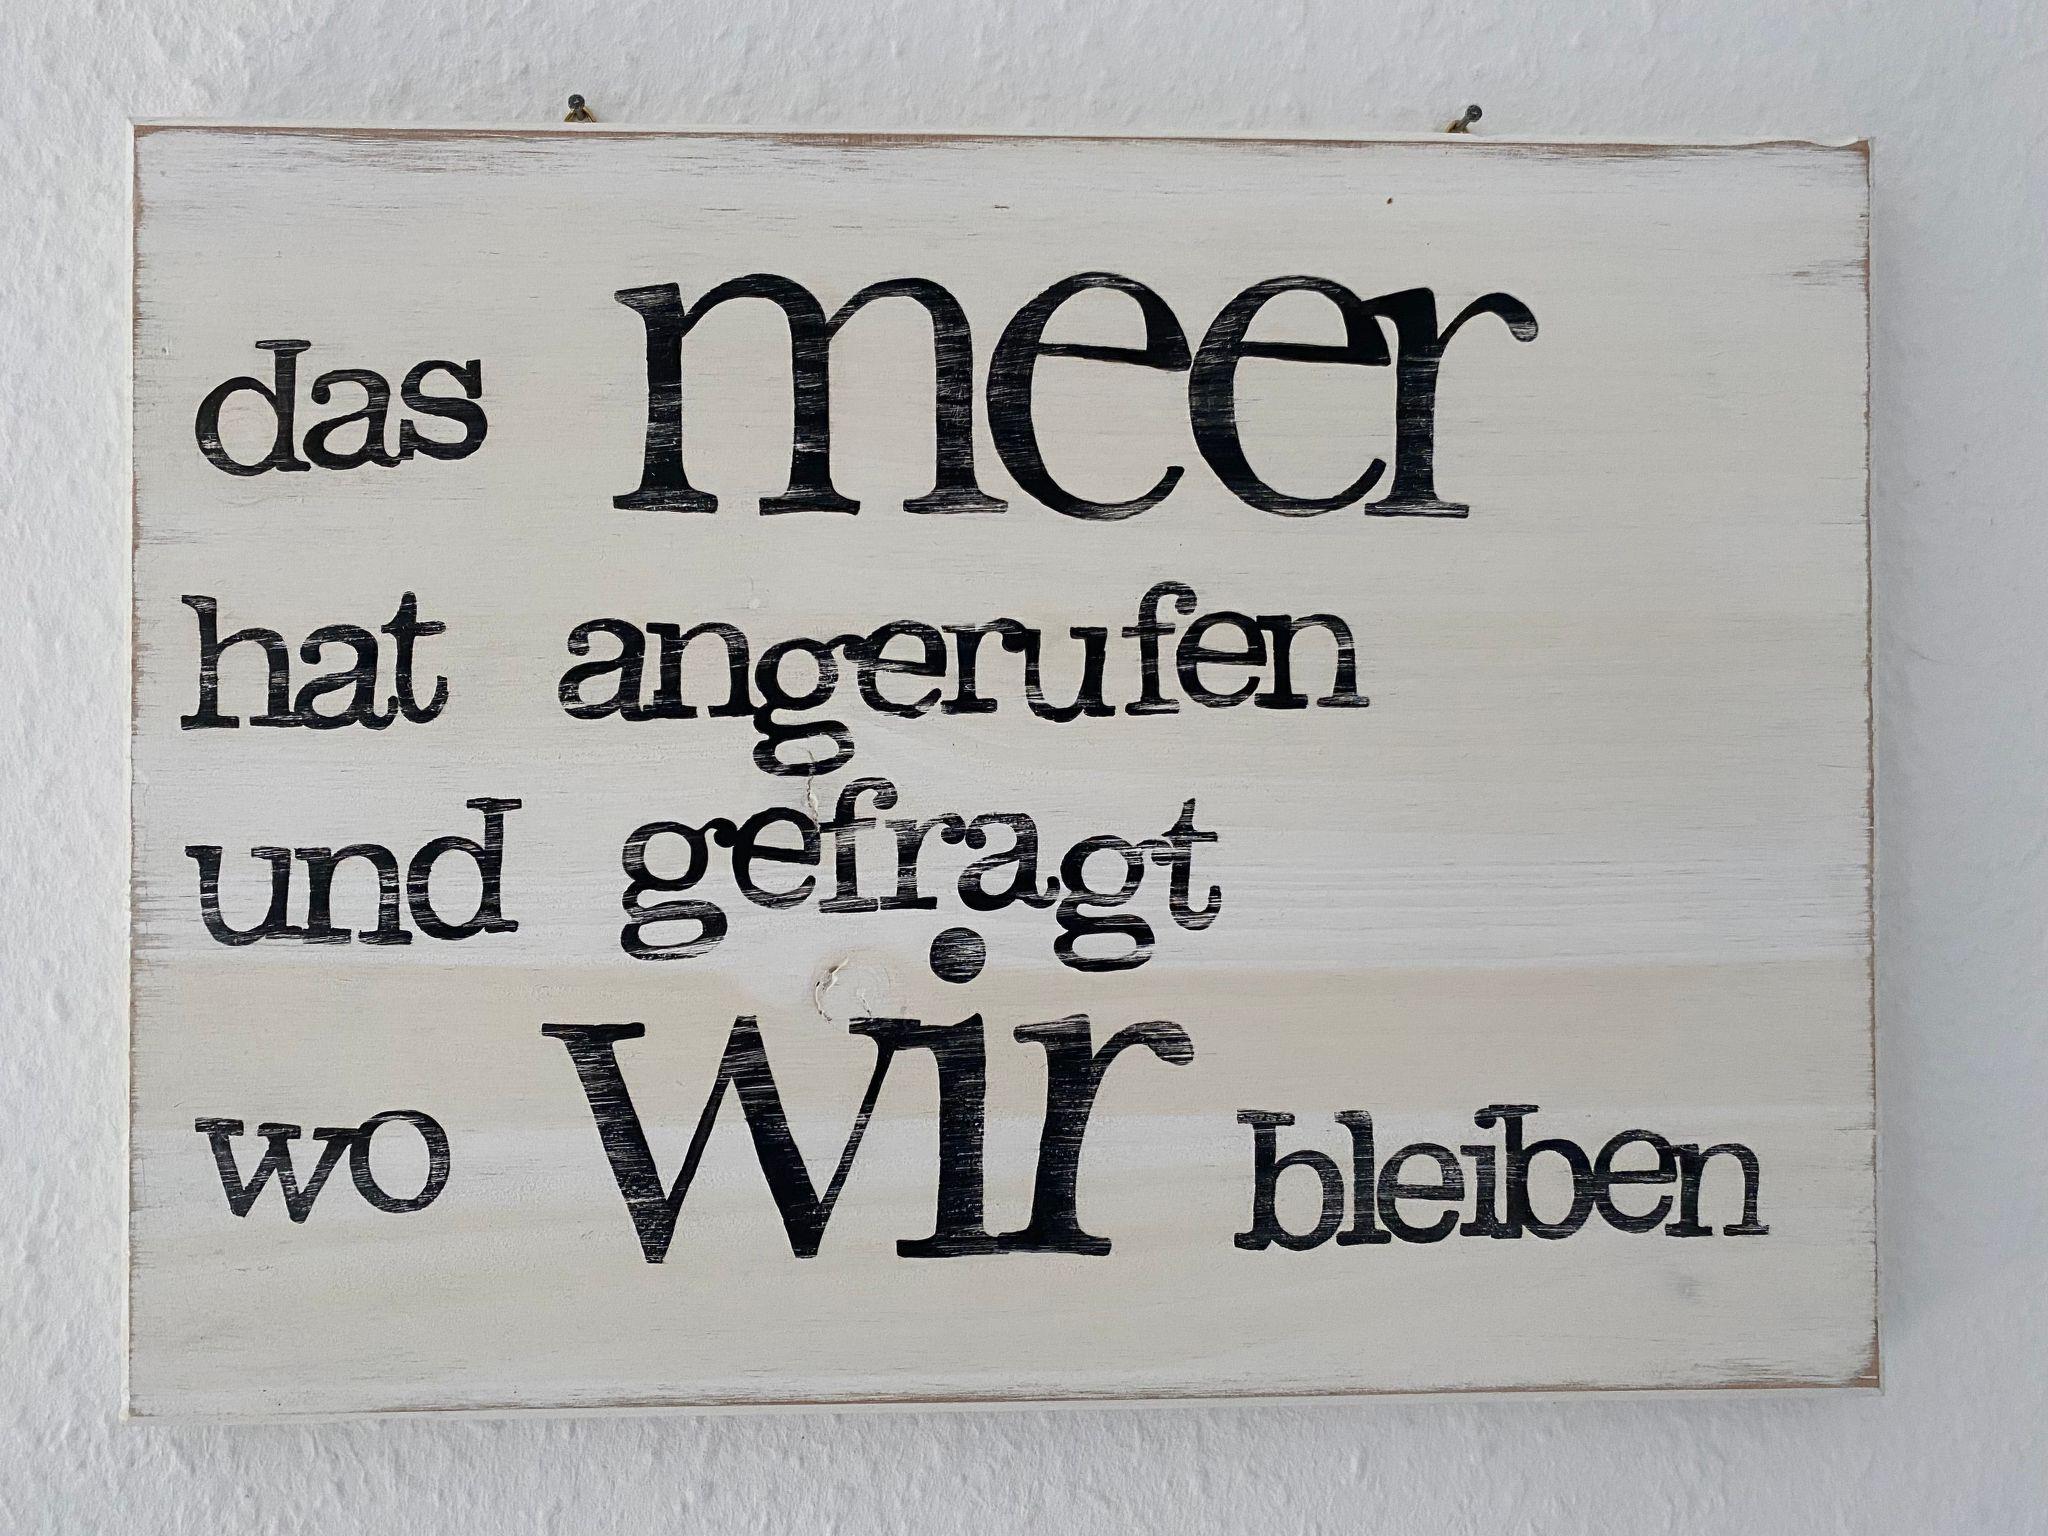 das meer
hat angerufen
und gefragt
wo wir bleiben